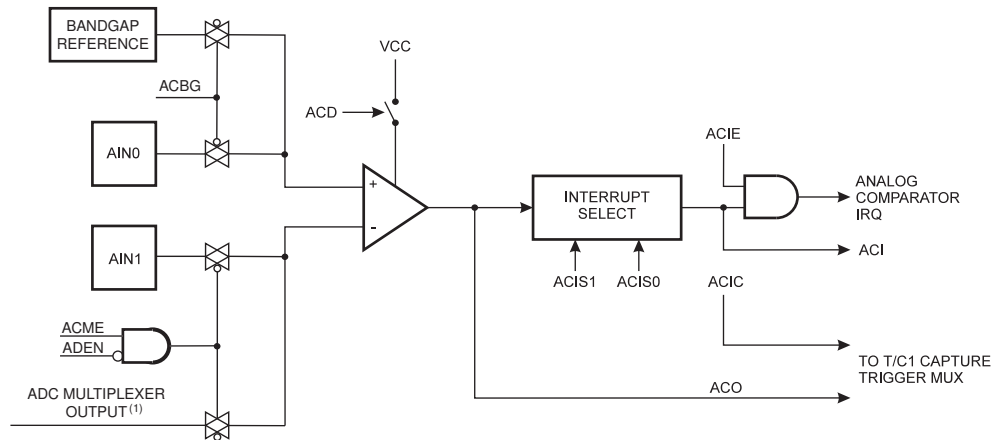 BANDGAP
REFERENCE
ACBG
AIN0
AIN1
ACME
ADEN
ADC MULTIPLEXER
OUTPUT (1)
VCC
ACD
+
-
INTERRUPT
SELECT
ACIS1 ACIS0
ACIE
ANALOG
COMPARATOR
IRQ
ACI
ACIC
TO T/C1 CAPTURE
TRIGGER MUX
ACO